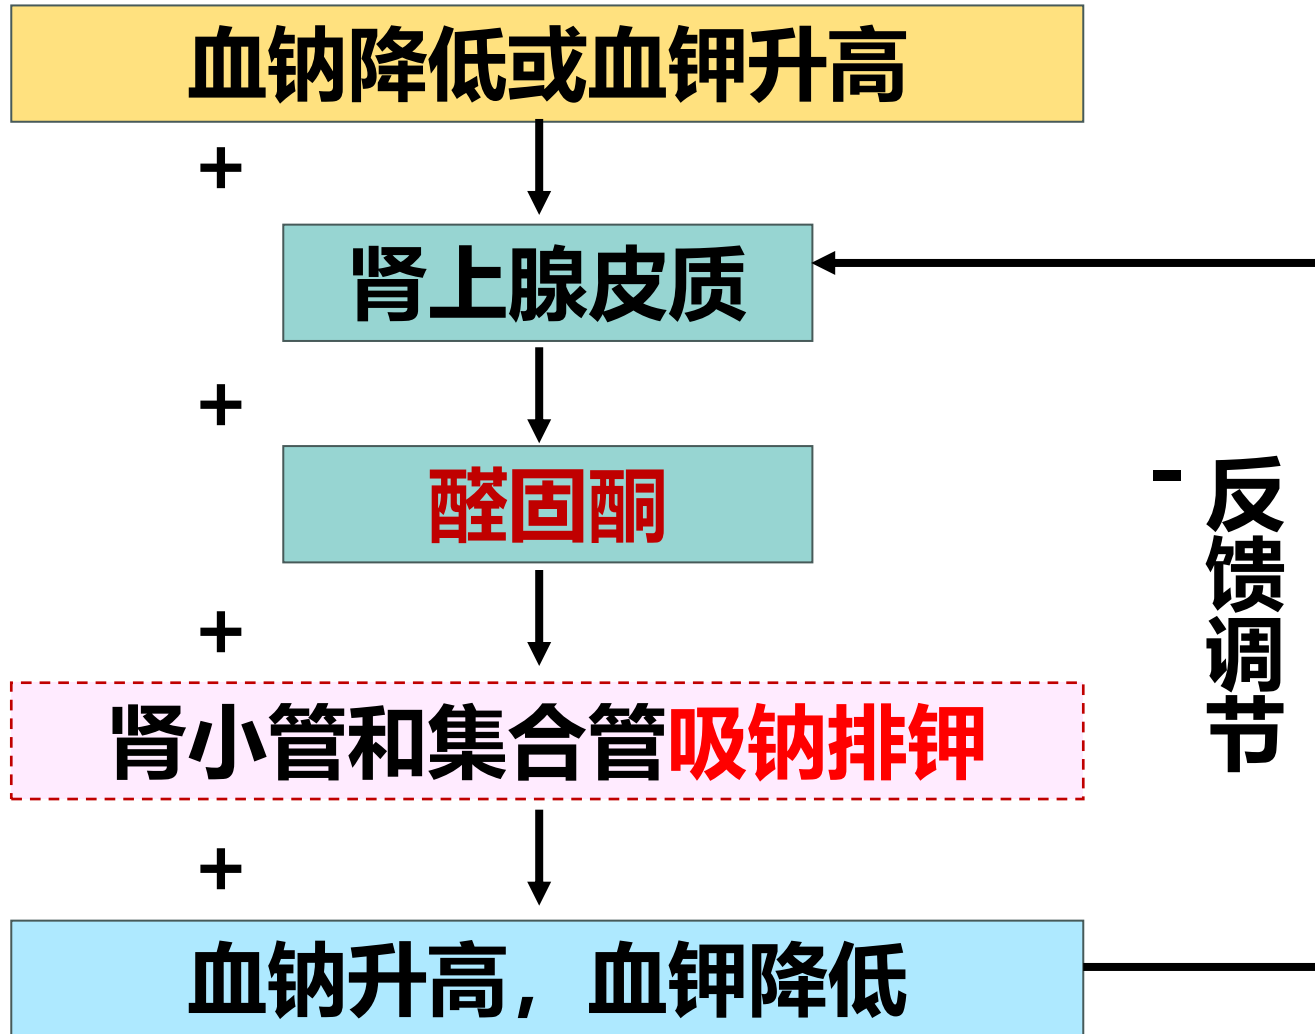 血钠降低或血钾升高
+
肾上腺皮质
+
醛固酮
- 反馈调节
+
肾小管和集合管吸钠排钾
+
血钠升高，血钾降低